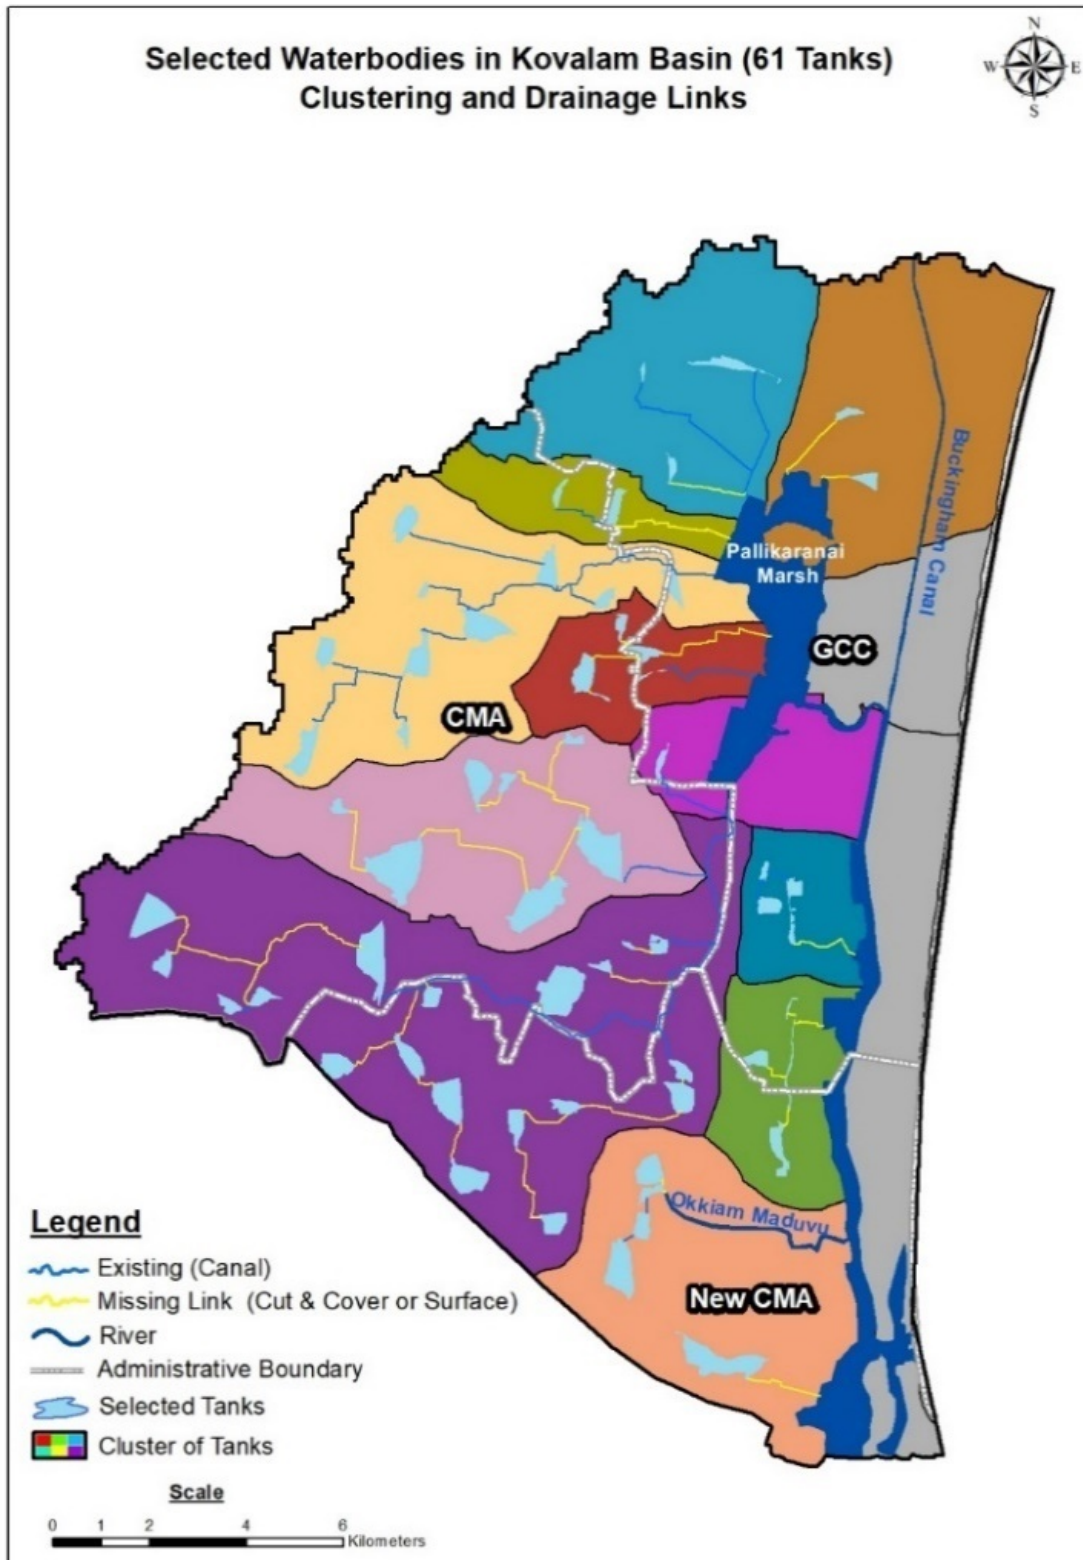 Selected Waterbodies in Kovalam Basin (61 Tanks)
Clustering and Drainage Links
N
W
E
S
Buckingham Canal
Pallikaranai
Marsh
GCC
CMA
Okkiam Maduvu
New CMA
Legend
Existing (Canal)
Missing Link (Cut & Cover or Surface)
River
Administrative Boundary
Selected Tanks
Cluster of Tanks
Scale
0 1 2 4 6
Kilometers